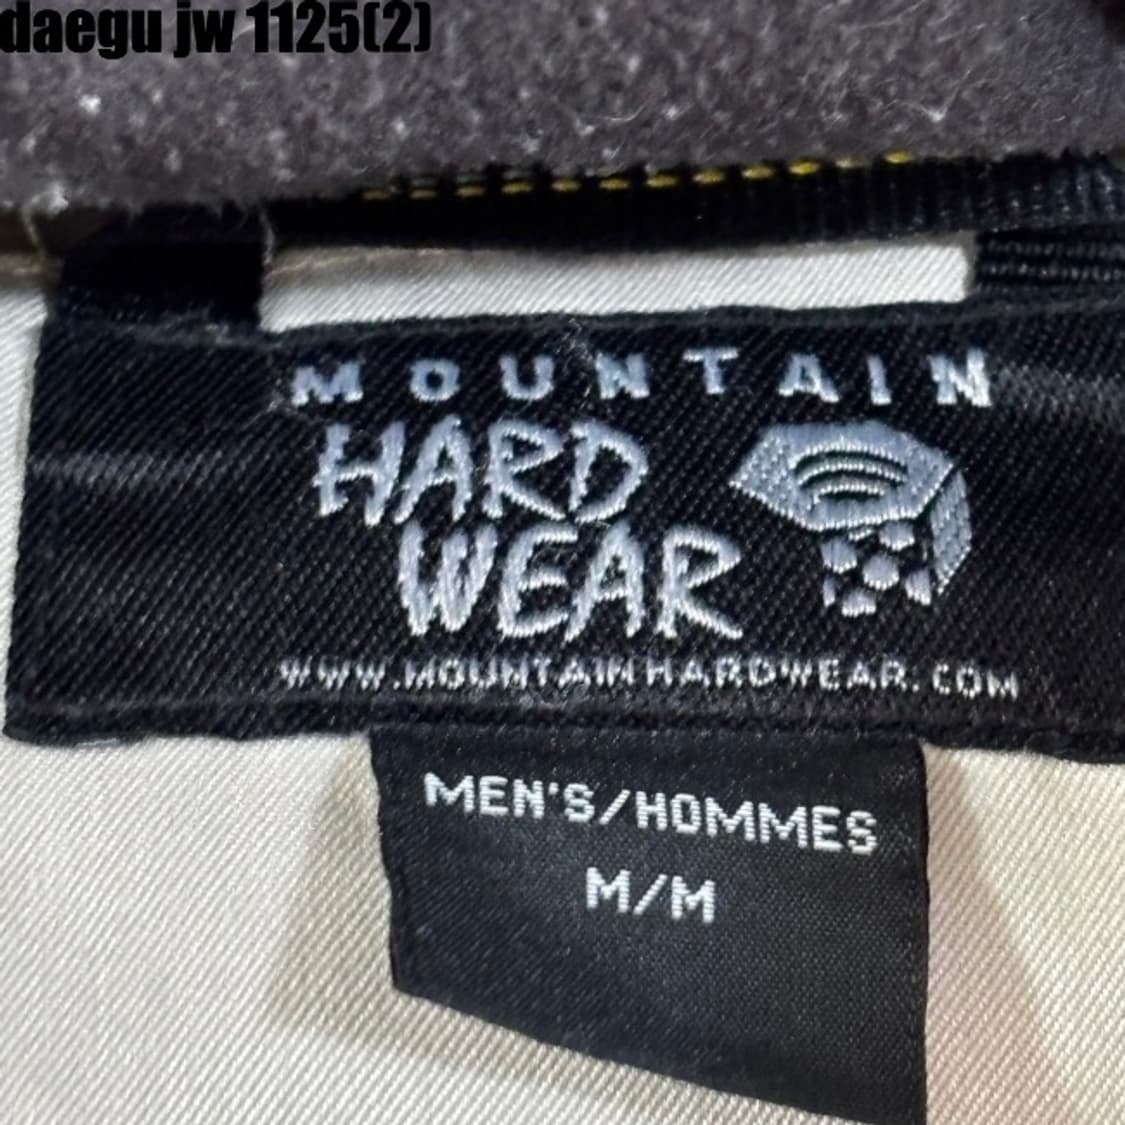 daegu jw 1125(2)
MOUNTAIN
HARD
WEAR
WWW.MOUNTAINHARDWEAR.COM
MEN'S/HOMMES
M/M